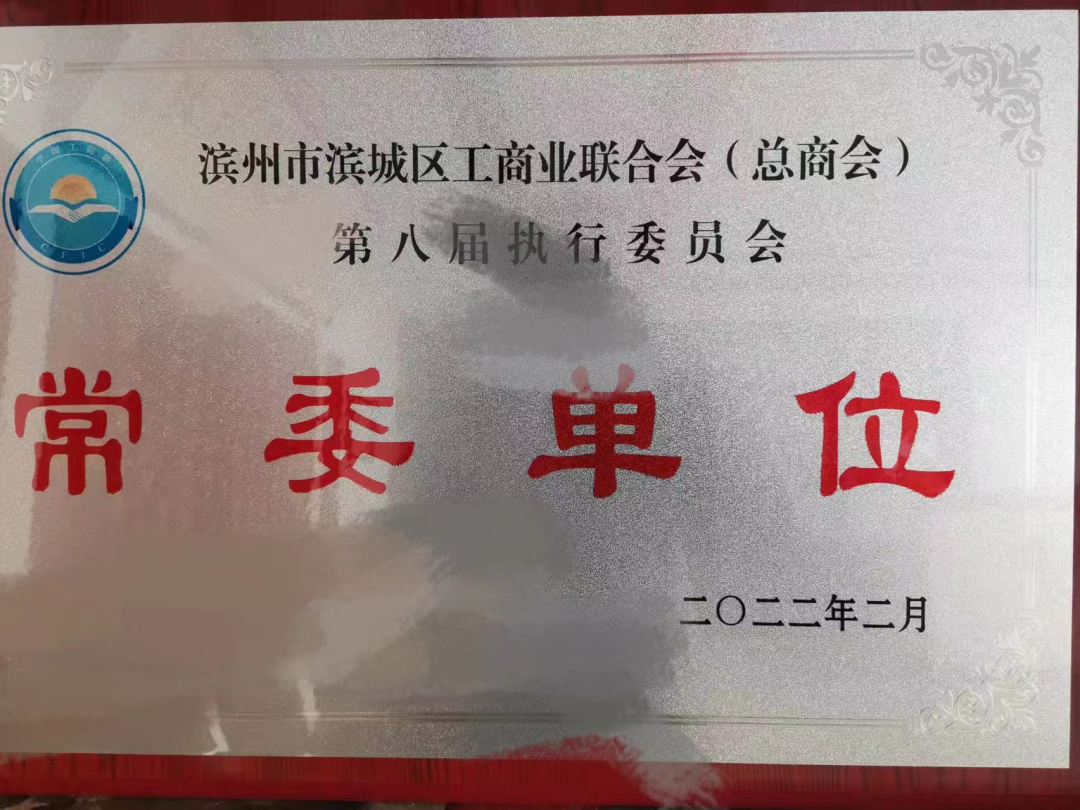 滨州市滨城区工商业联合会（总商会）
第八届执行委员会
常委单位
二〇二二年二月